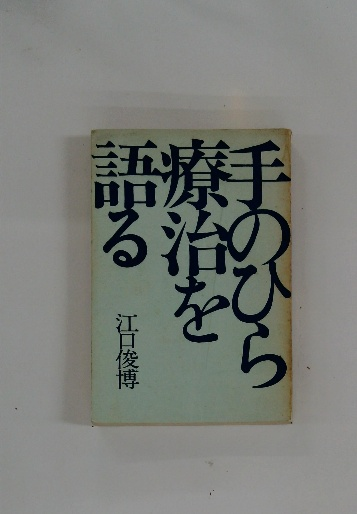 手のひら
療治を
語る
江口俊博